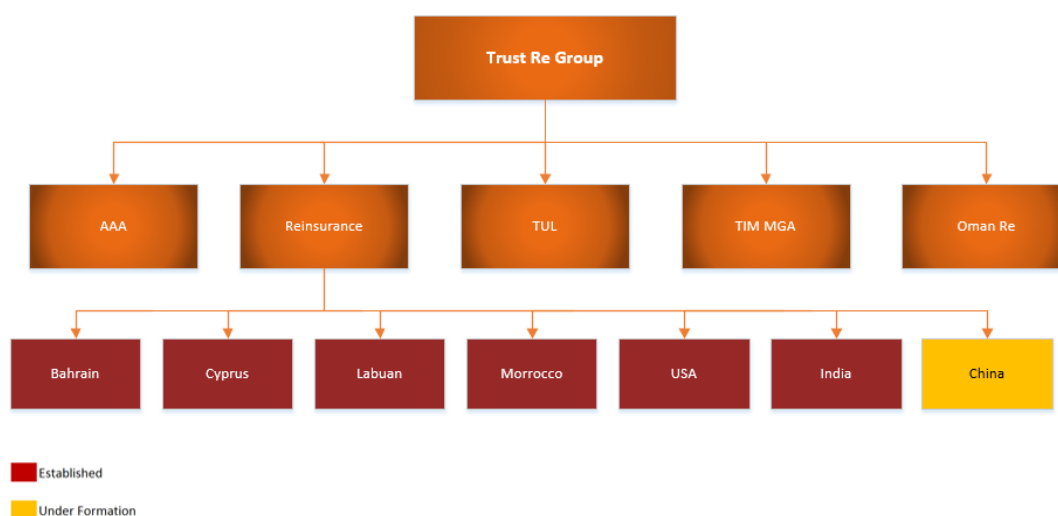 Trust Re Group
AAA
Reinsurance
TUL
TIM MGA
Oman Re
Bahrain
Cyprus
Labuan
Morrocco
USA
India
China
Established
Under Formation